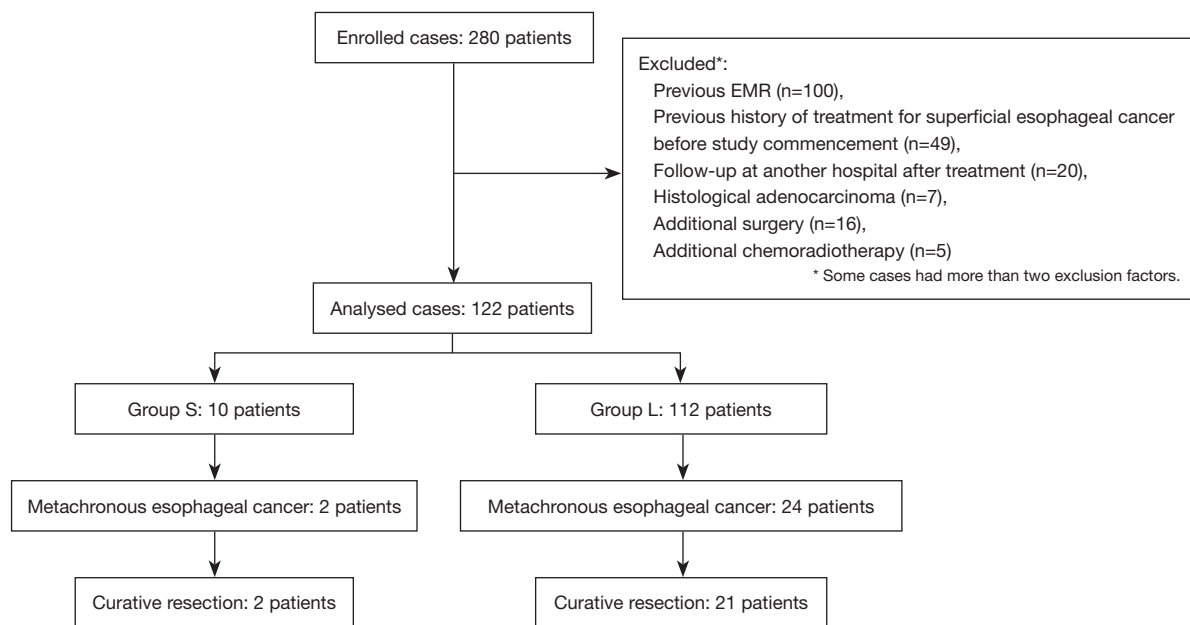 Enrolled cases: 280 patients
Excluded*:
Previous EMR (n=100),
Previous history of treatment for superficial esophageal cancer
before study commencement (n=49),
Follow-up at another hospital after treatment (n=20),
Histological adenocarcinoma (n=7),
Additional surgery (n=16),
Additional chemoradiotherapy (n=5)
* Some cases had more than two exclusion factors.
Analysed cases: 122 patients
Group S: 10 patients
Group L: 112 patients
Metachronous esophageal cancer: 2 patients
Metachronous esophageal cancer: 24 patients
Curative resection: 2 patients
Curative resection: 21 patients